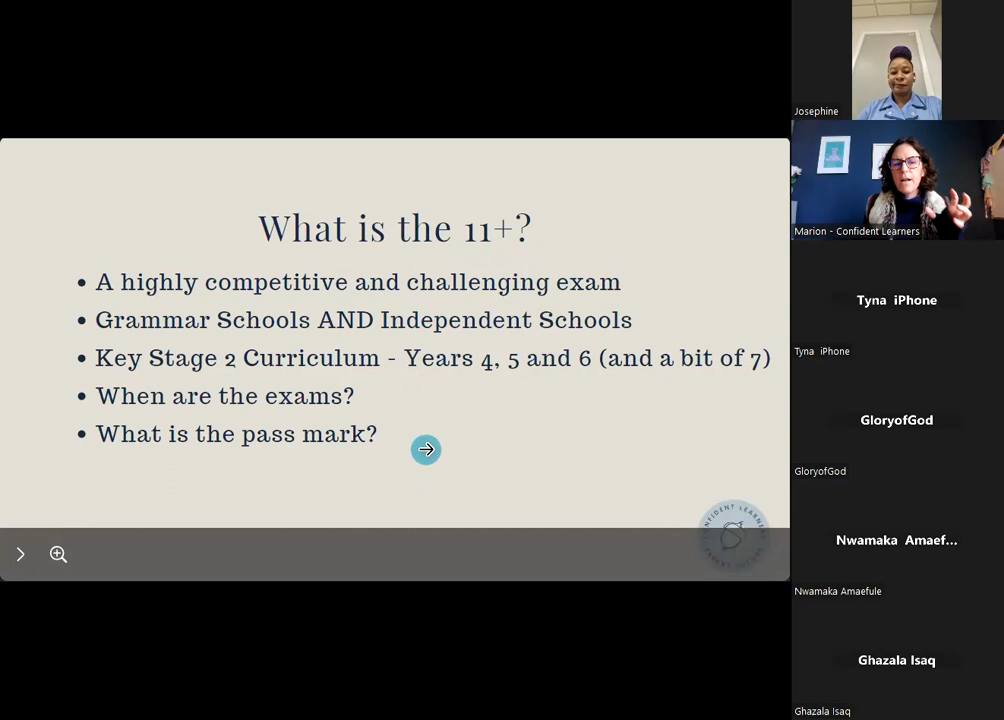 What is the 11+?
• A highly competitive and challenging exam
• Grammar Schools AND Independent Schools
• Key Stage 2 Curriculum - Years 4, 5 and 6 (and a bit of 7)
• When are the exams?
• What is the pass mark?
Josephine
Marion - Confident Learners
Tyna iPhone
Tyna iPhone
GloryofGod
GloryofGod
Nwamaka Amaef...
Nwamaka Amaefule
Ghazala Isaq
Ghazala Isaq